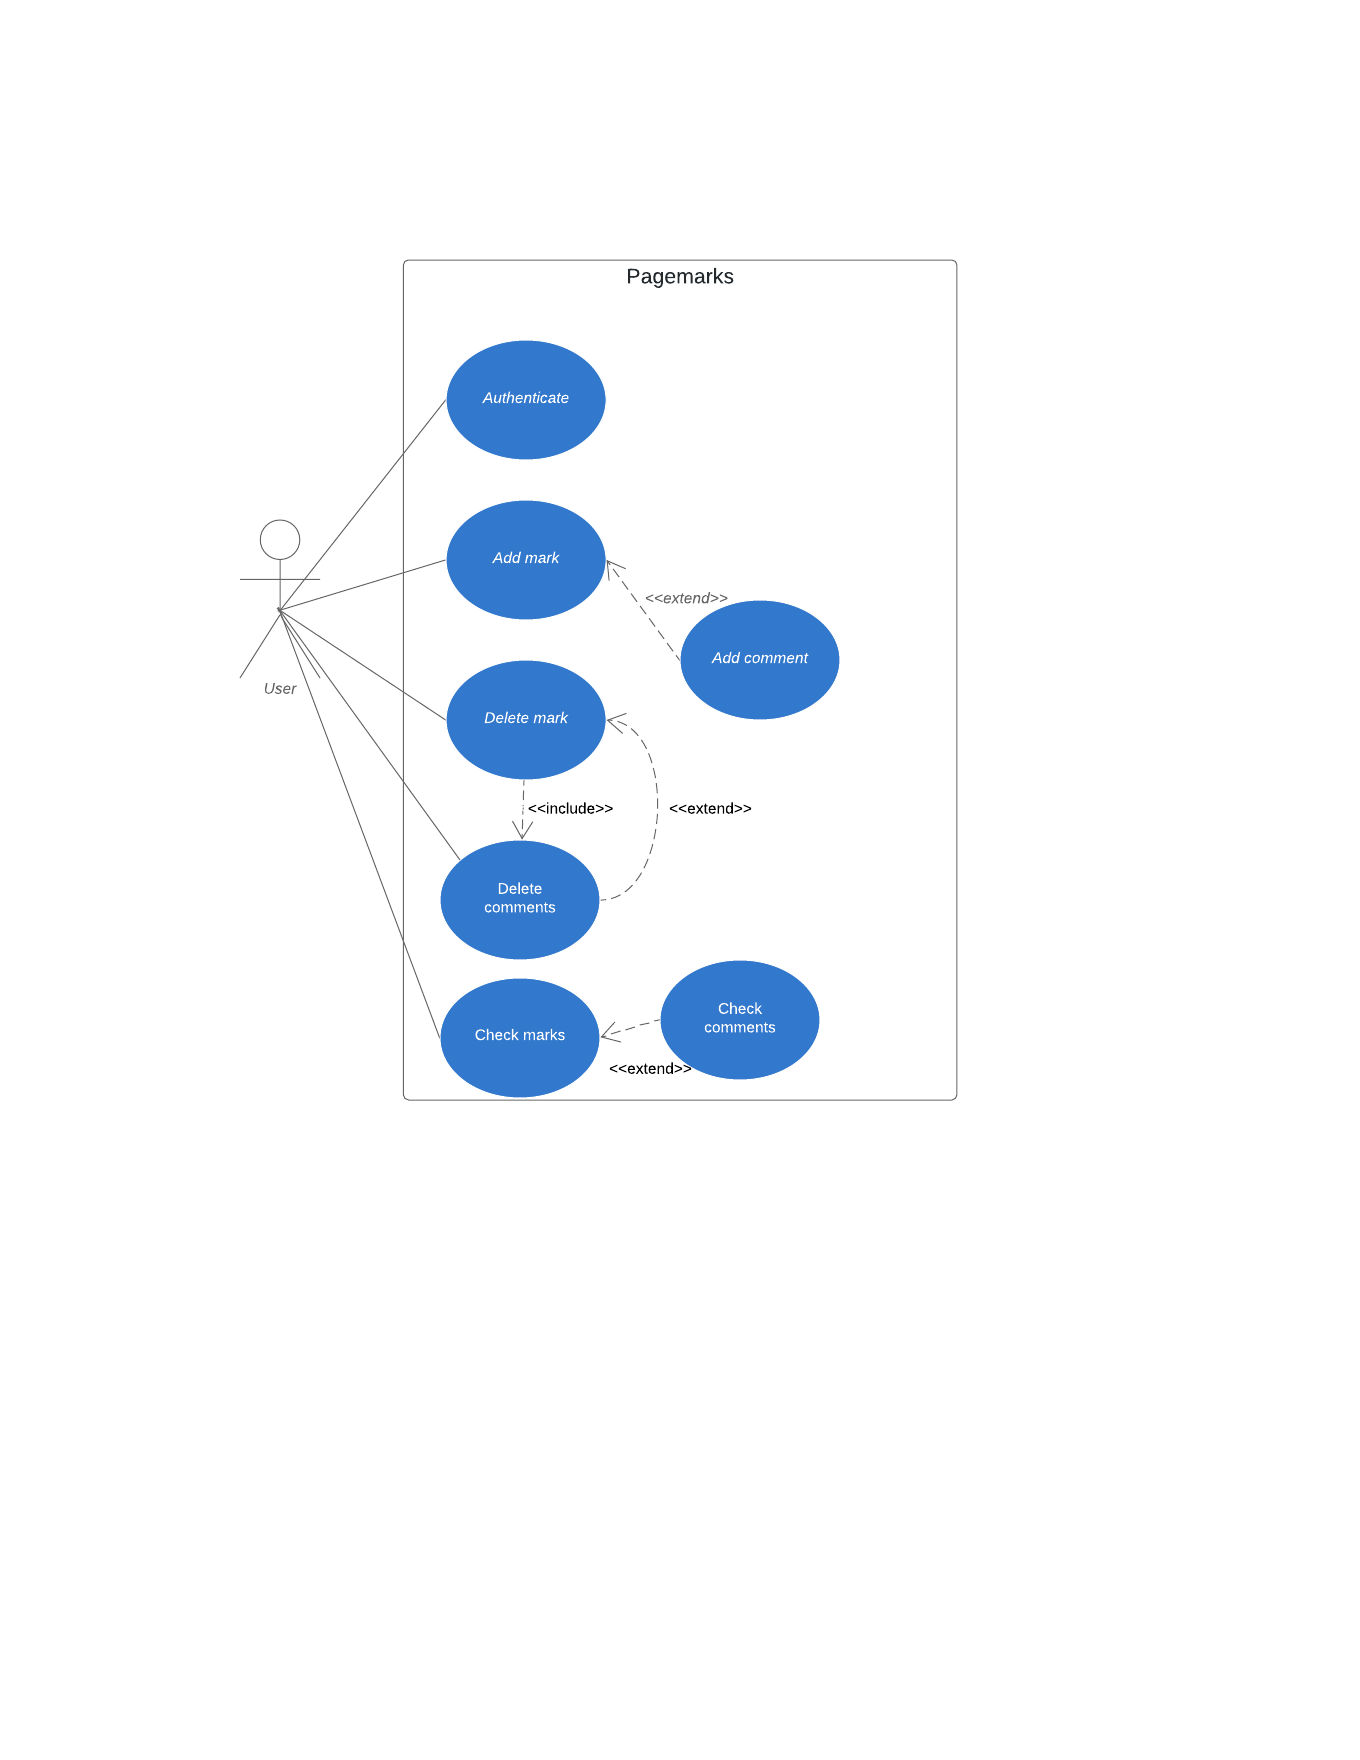 Pagemarks
Authenticate
Add mark
<<extend>>
Add comment
User
Delete mark
<<include>>
<<extend>>
Delete
comments
Check marks
Check
comments
<<extend>>